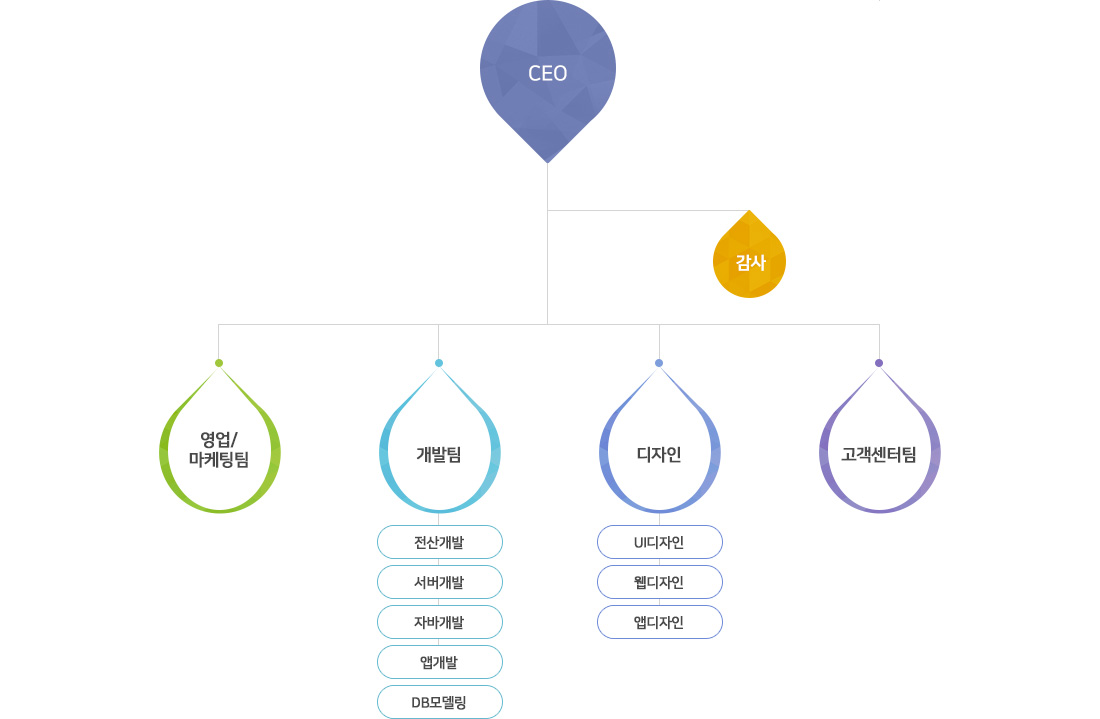 CEO
감사
영업/
마케팅팀
개발팀
디자인
고객센터팀
전산개발
서버개발
자바개발
앱개발
DB모델링
UI디자인
웹디자인
앱디자인